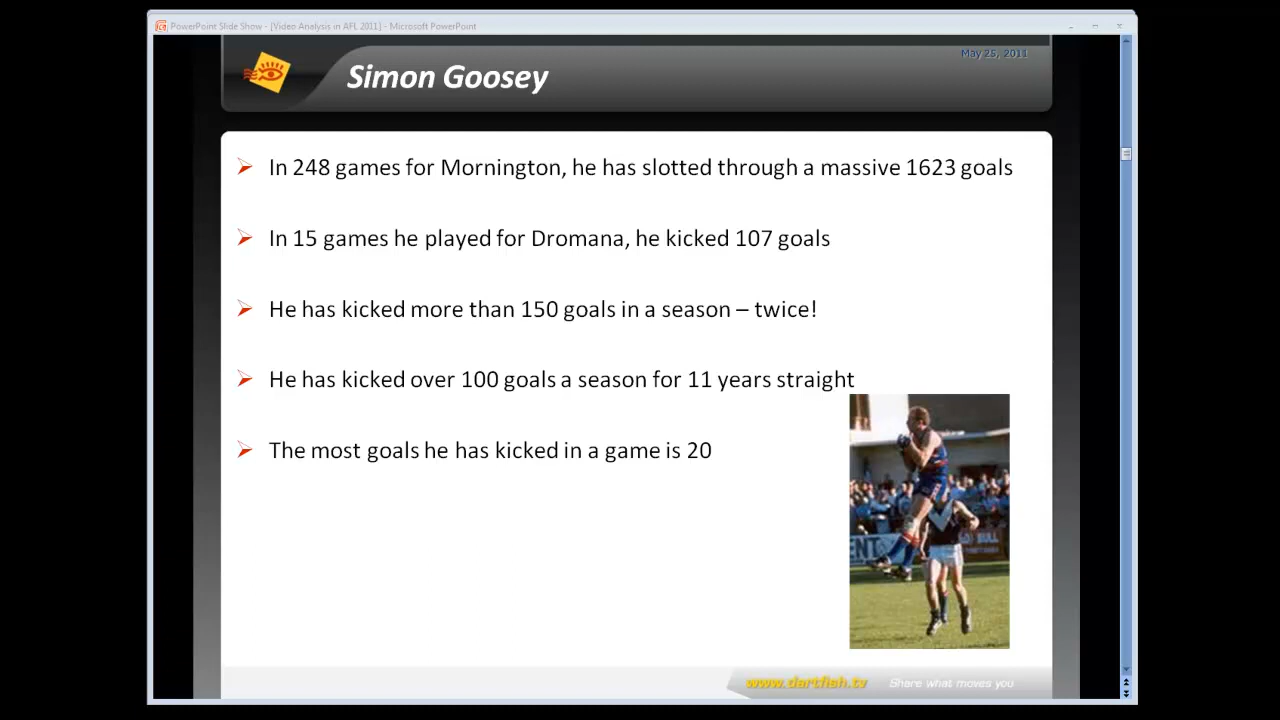 PowerPoint Slide Show - [Video Analysis in AFL 2011] - Microsoft PowerPoint
May 25, 2011
Simon Goosey
In 248 games for Mornington, he has slotted through a massive 1623 goals
In 15 games he played for Dromana, he kicked 107 goals
He has kicked more than 150 goals in a season – twice!
He has kicked over 100 goals a season for 11 years straight
The most goals he has kicked in a game is 20
BULL
www.dartfish.tv Share what moves you